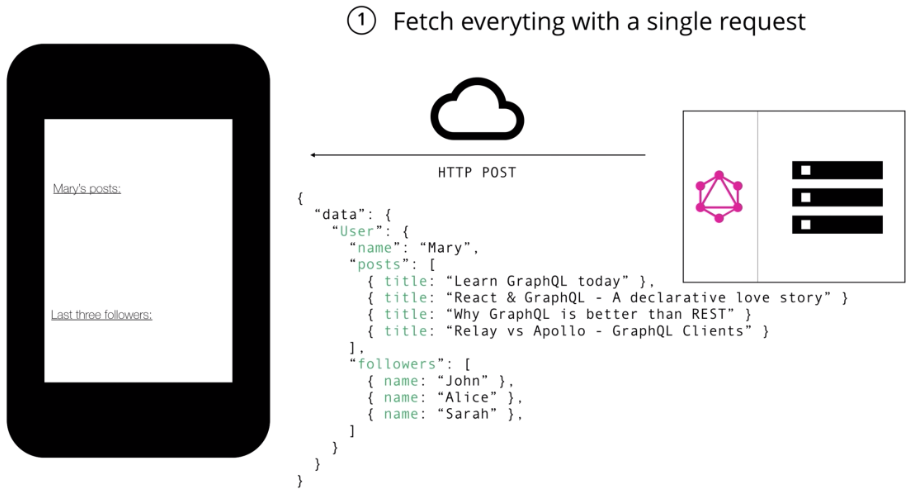 1 Fetch everyting with a single request
Mary's posts:
Last three followers:
HTTP POST
{
“data”: {
“User”: {
“name”: “Mary”,
“posts”: [
{ title: “Learn GraphQL today” },
{ title: “React & GraphQL - A declarative love story” }
{ title: “Why GraphQL is better than REST” }
{ title: “Relay vs Apollo - GraphQL Clients” }
],
“followers”: [
{ name: “John” },
{ name: “Alice” },
{ name: “Sarah” },
]
}
}
}